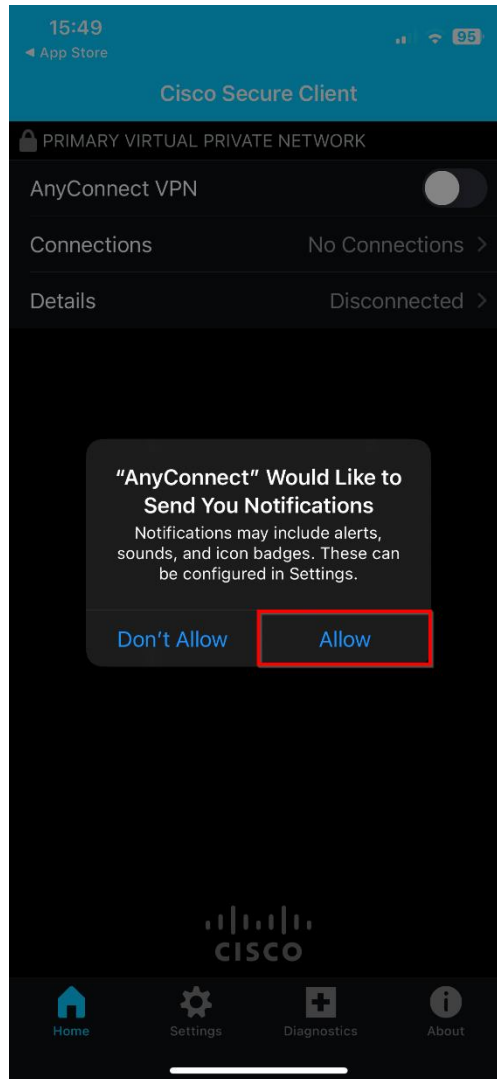 15:49
95
◀ App Store
Cisco Secure Client
PRIMARY VIRTUAL PRIVATE NETWORK
AnyConnect VPN
Connections No Connections >
Details Disconnected >
“AnyConnect” Would Like to
Send You Notifications
Notifications may include alerts,
sounds, and icon badges. These can
be configured in Settings.
Don’t Allow Allow
CISCO
Home Settings Diagnostics About